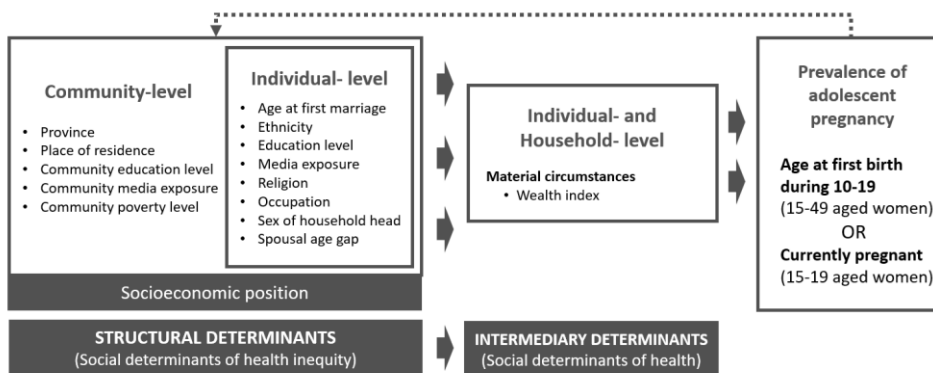 Community-level
• Province
• Place of residence
• Community education level
• Community media exposure
• Community poverty level
Individual- level
• Age at first marriage
• Ethnicity
• Education level
• Media exposure
• Religion
• Occupation
• Sex of household head
• Spousal age gap
Socioeconomic position
STRUCTURAL DETERMINANTS
(Social determinants of health inequity)
Individual- and
Household- level
Material circumstances
• Wealth index
INTERMEDIARY DETERMINANTS
(Social determinants of health)
Prevalence of
adolescent
pregnancy
Age at first birth
during 10-19
(15-49 aged women)
OR
Currently pregnant
(15-19 aged women)